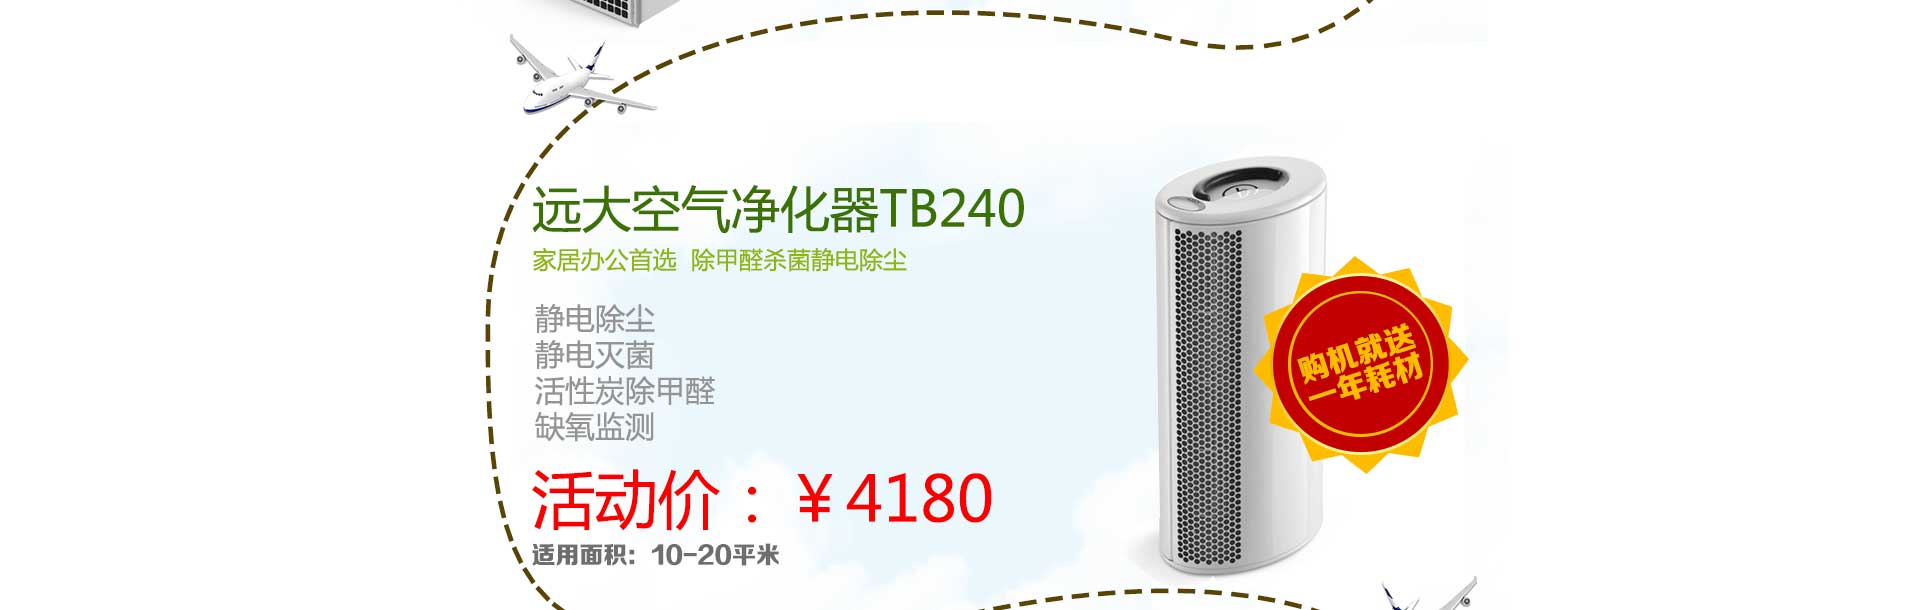 远大空气净化器TB240
家居办公首选 除甲醛杀菌静电除尘
静电除尘
静电灭菌
活性炭除甲醛
缺氧监测
活动价：￥4180
适用面积：10-20平米
购机就送
一年耗材